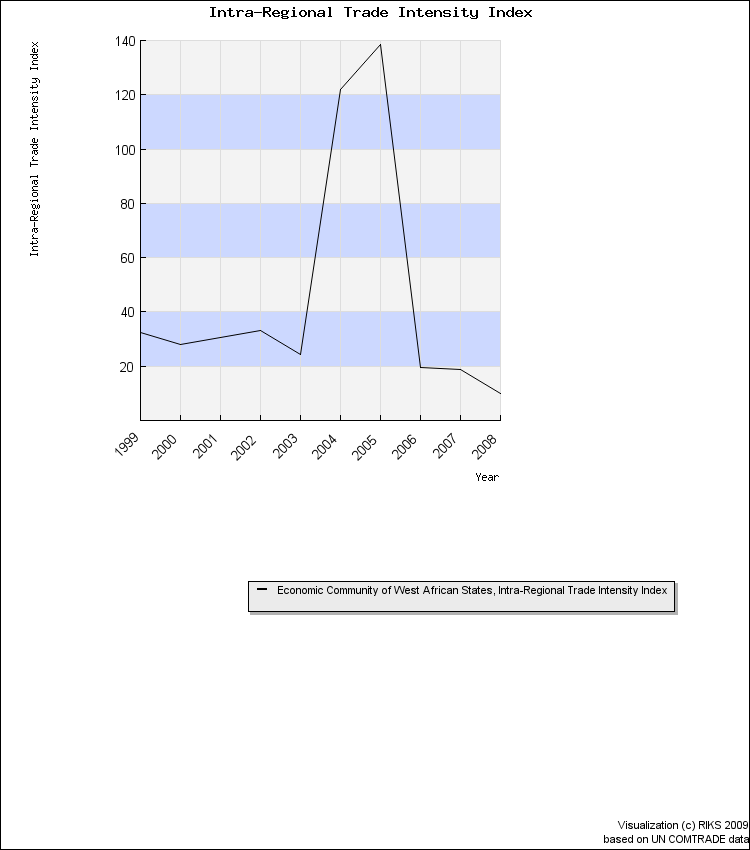 Intra-Regional Trade Intensity Index
Intra-Regional Trade Intensity Index
140
120
100
80
60
40
20
1999
2000
2001
2002
2003
2004
2005
2006
2007
2008
Year
Economic Community of West African States, Intra-Regional Trade Intensity Index
Visualization (c) RIKS 2009
based on UN COMTRADE data